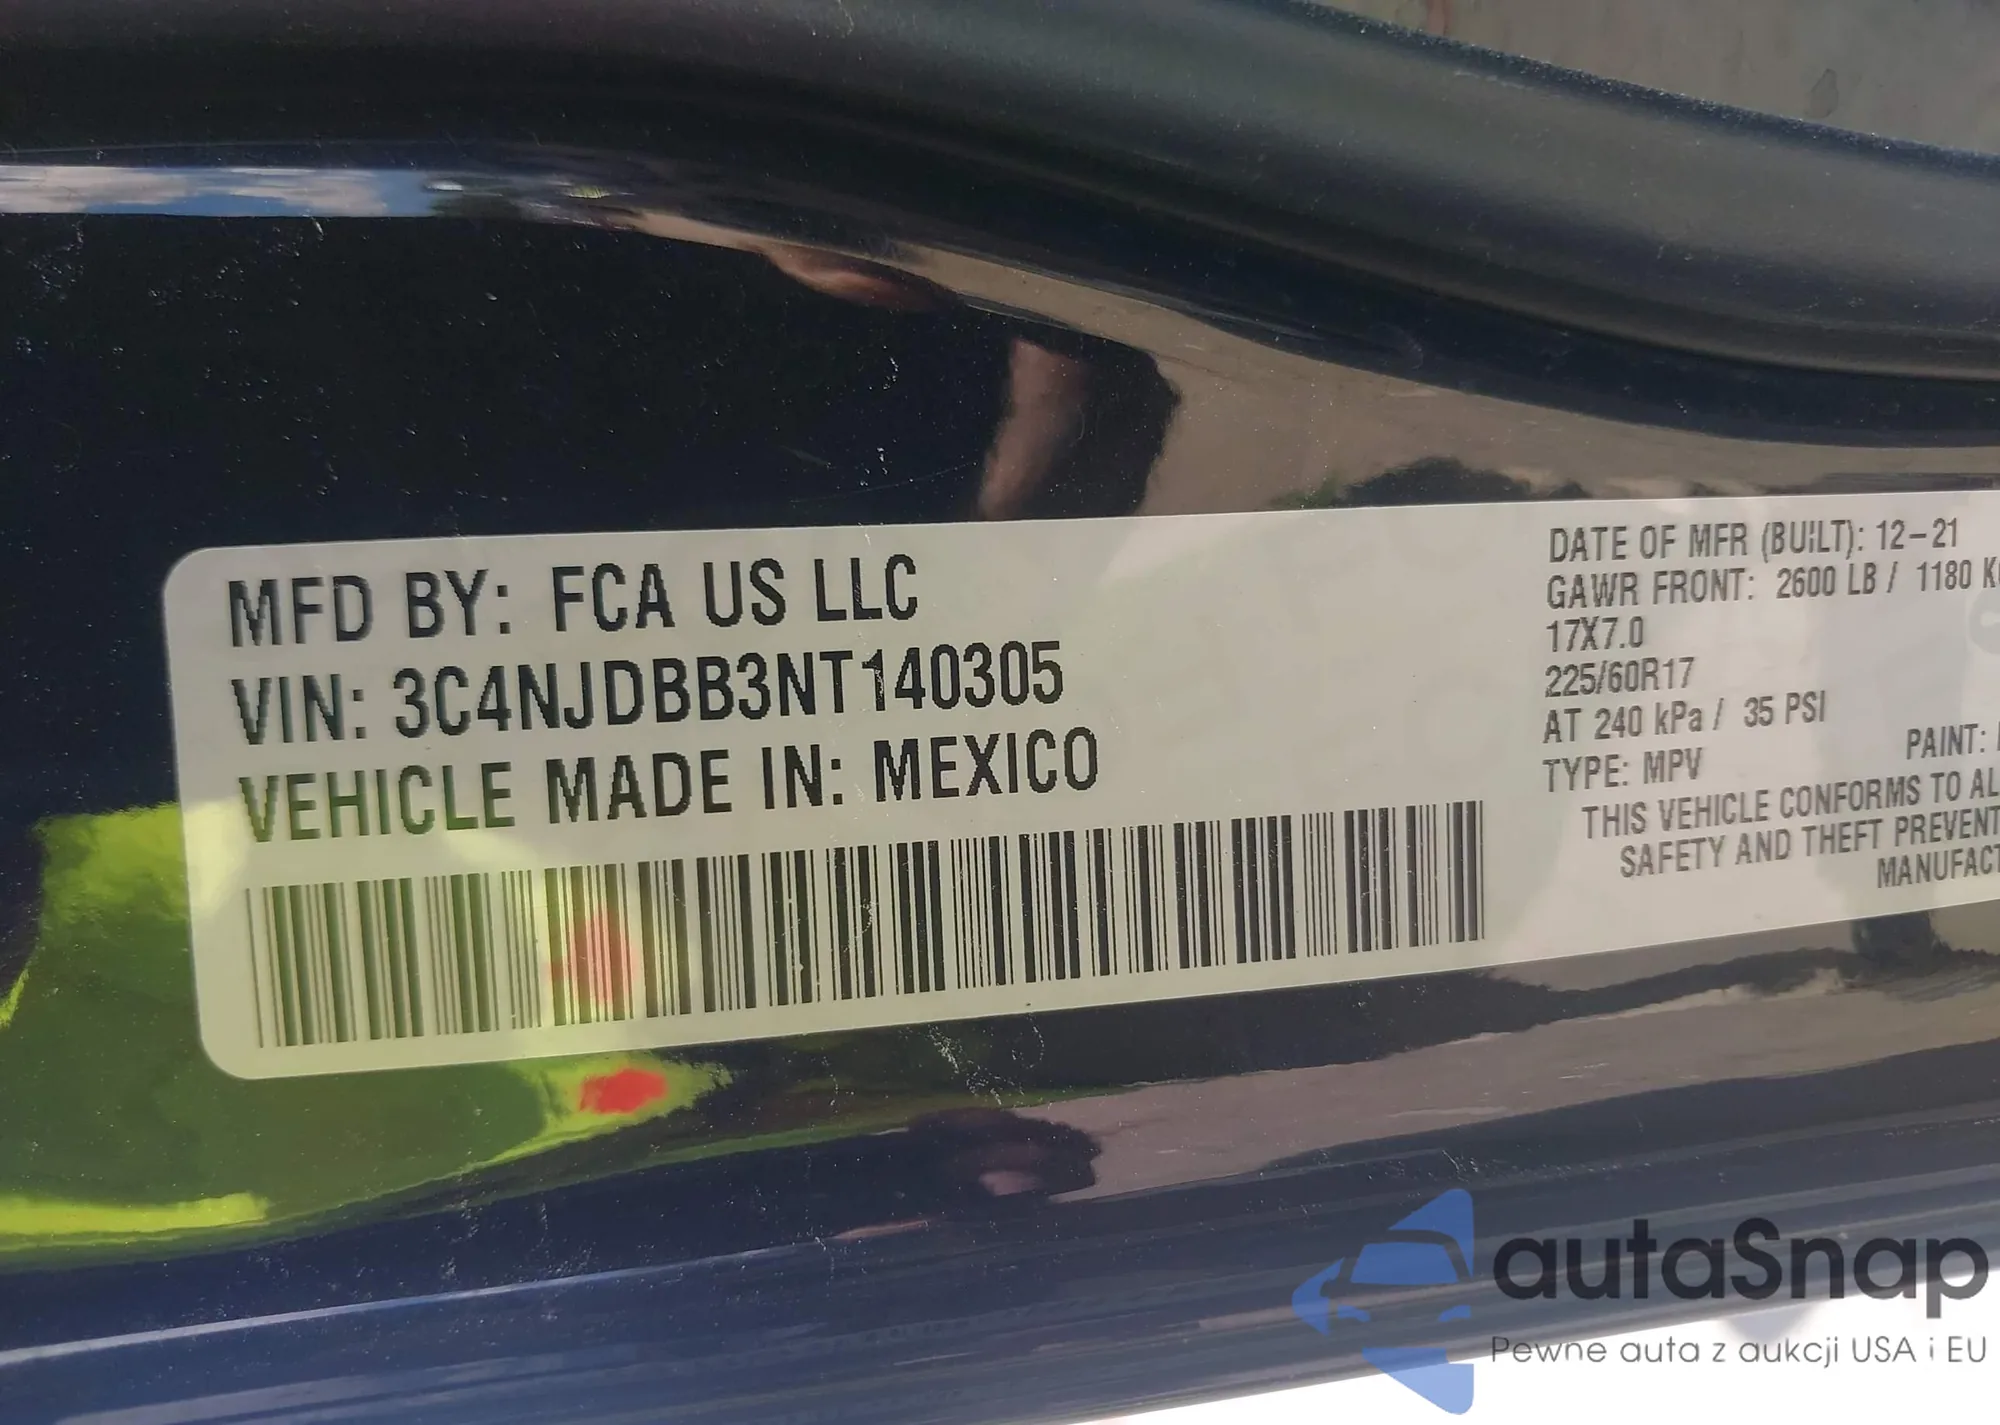 MFD BY: FCA US LLC
VIN: 3C4NJDBB3NT140305
VEHICLE MADE IN: MEXICO
DATE OF MFR (BUILT): 12-21
GAWR FRONT: 2600 LB / 1180
17X7.0
225/60R17
AT 240 kPa / 35 PSI
TYPE: MPV
PAINT:
THIS VEHICLE CONFORMS TO
SAFETY AND THEFT
autaSnap
Pewne auta z aukcji USA i EU